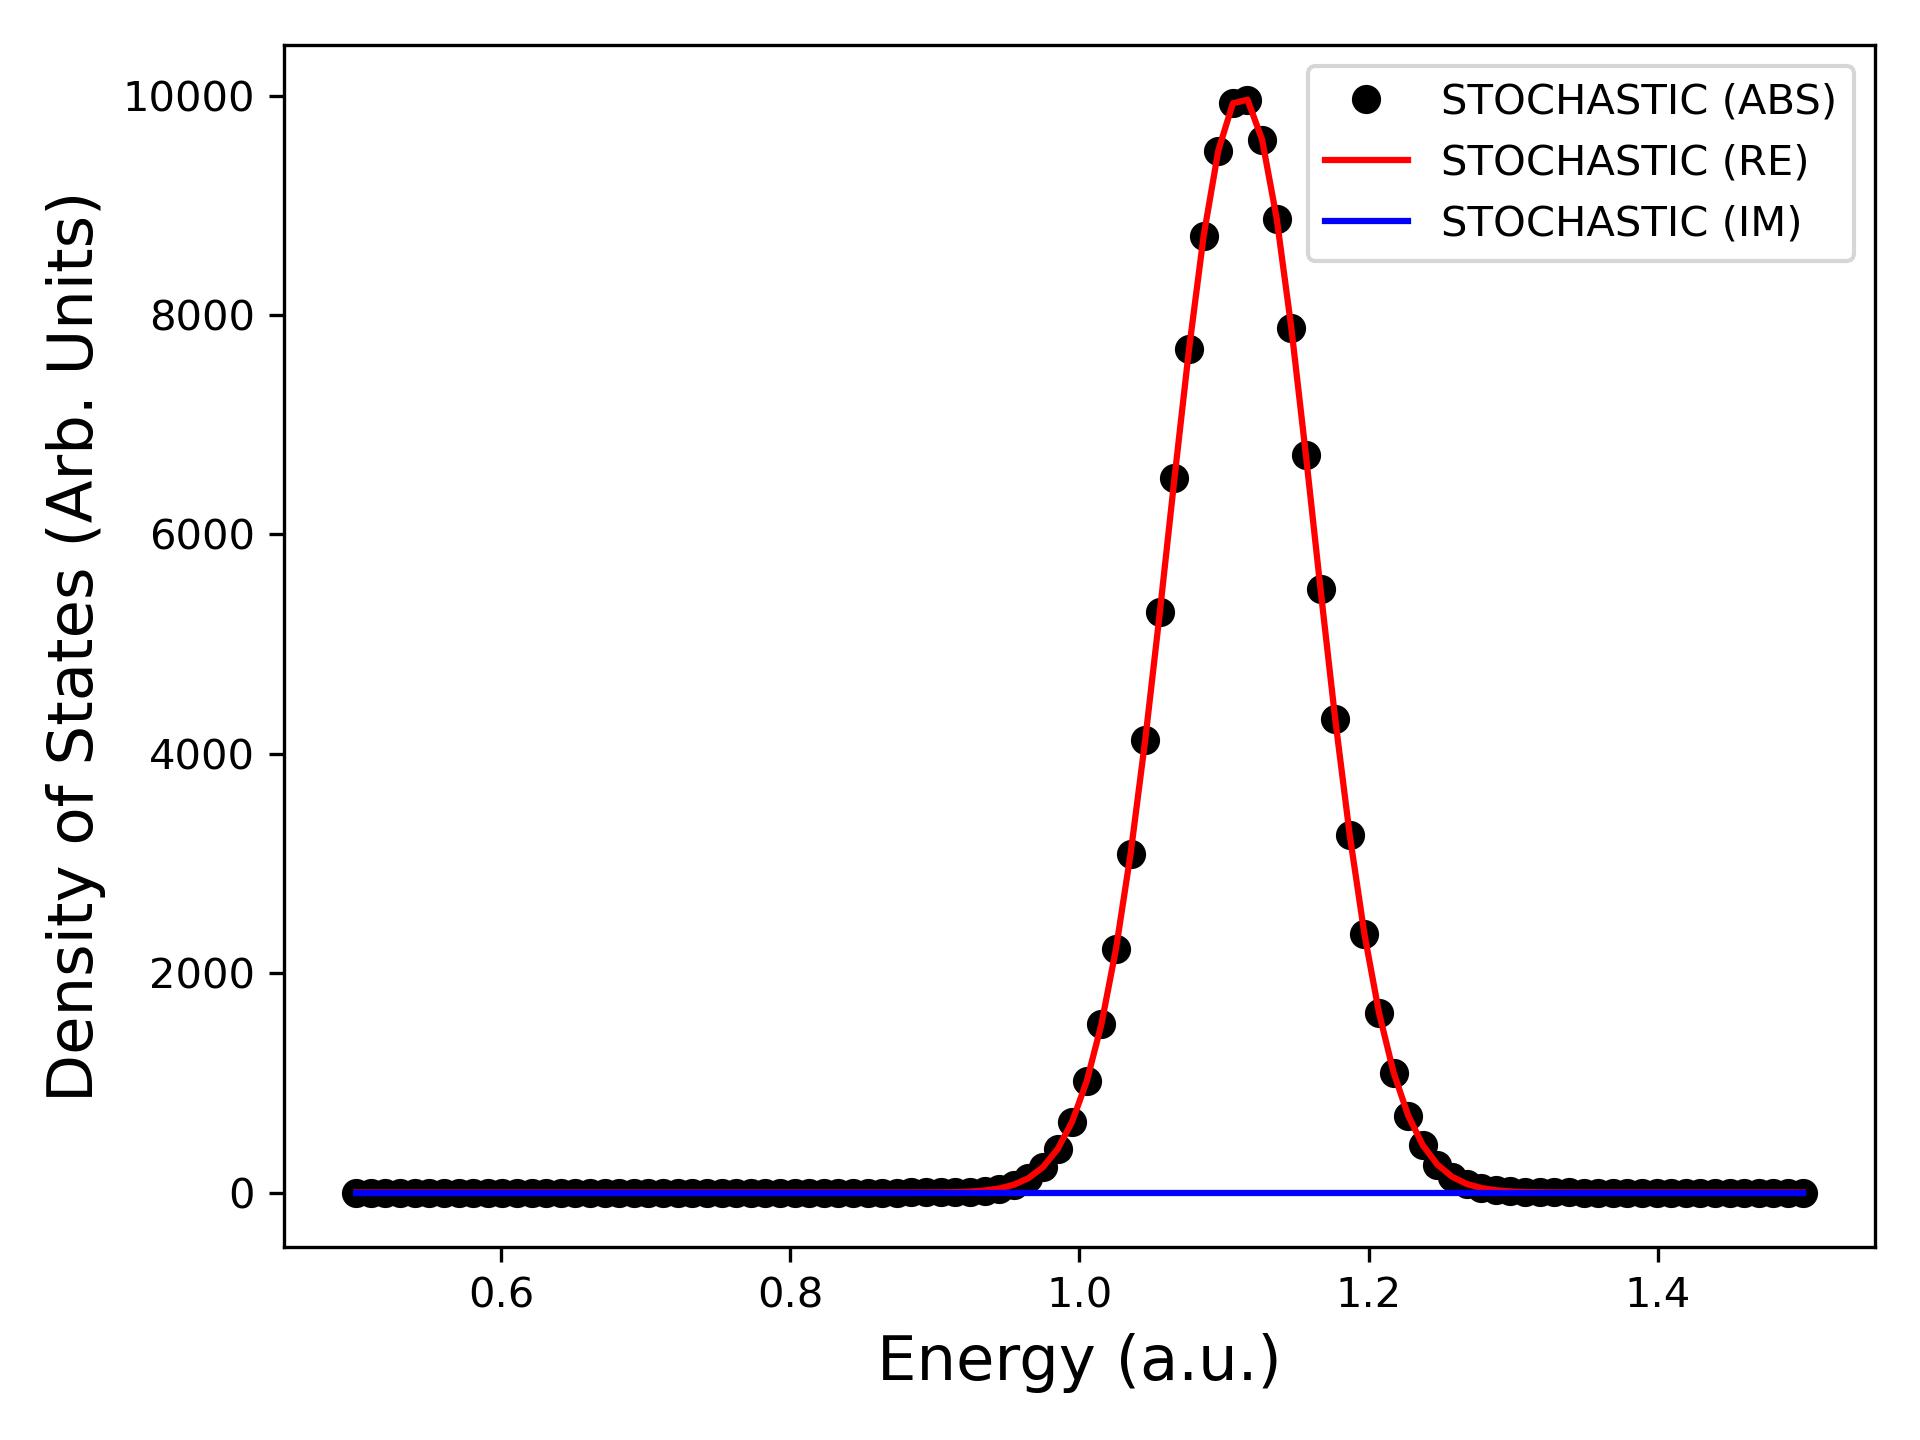 10000
8000
6000
4000
2000
0
Density of States (Arb. Units)
STOCHASTIC (ABS)
STOCHASTIC (RE)
STOCHASTIC (IM)
0.6 0.8 1.0 1.2 1.4
Energy (a.u.)